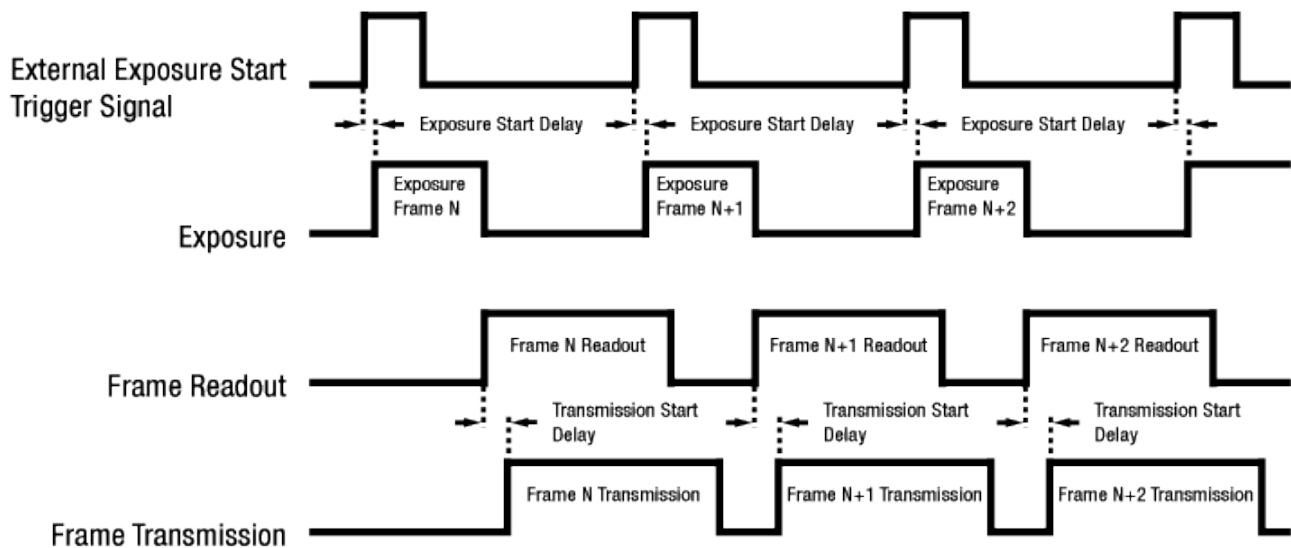 External Exposure Start
Trigger Signal
Exposure Start Delay
Exposure Start Delay
Exposure Start Delay
Exposure
Frame N
Exposure
Frame N+1
Exposure
Frame N+2
Exposure
Frame N Readout
Frame N+1 Readout
Frame N+2 Readout
Frame Readout
Transmission Start
Delay
Transmission Start
Delay
Transmission Start
Delay
Frame N Transmission
Frame N+1 Transmission
Frame N+2 Transmission
Frame Transmission